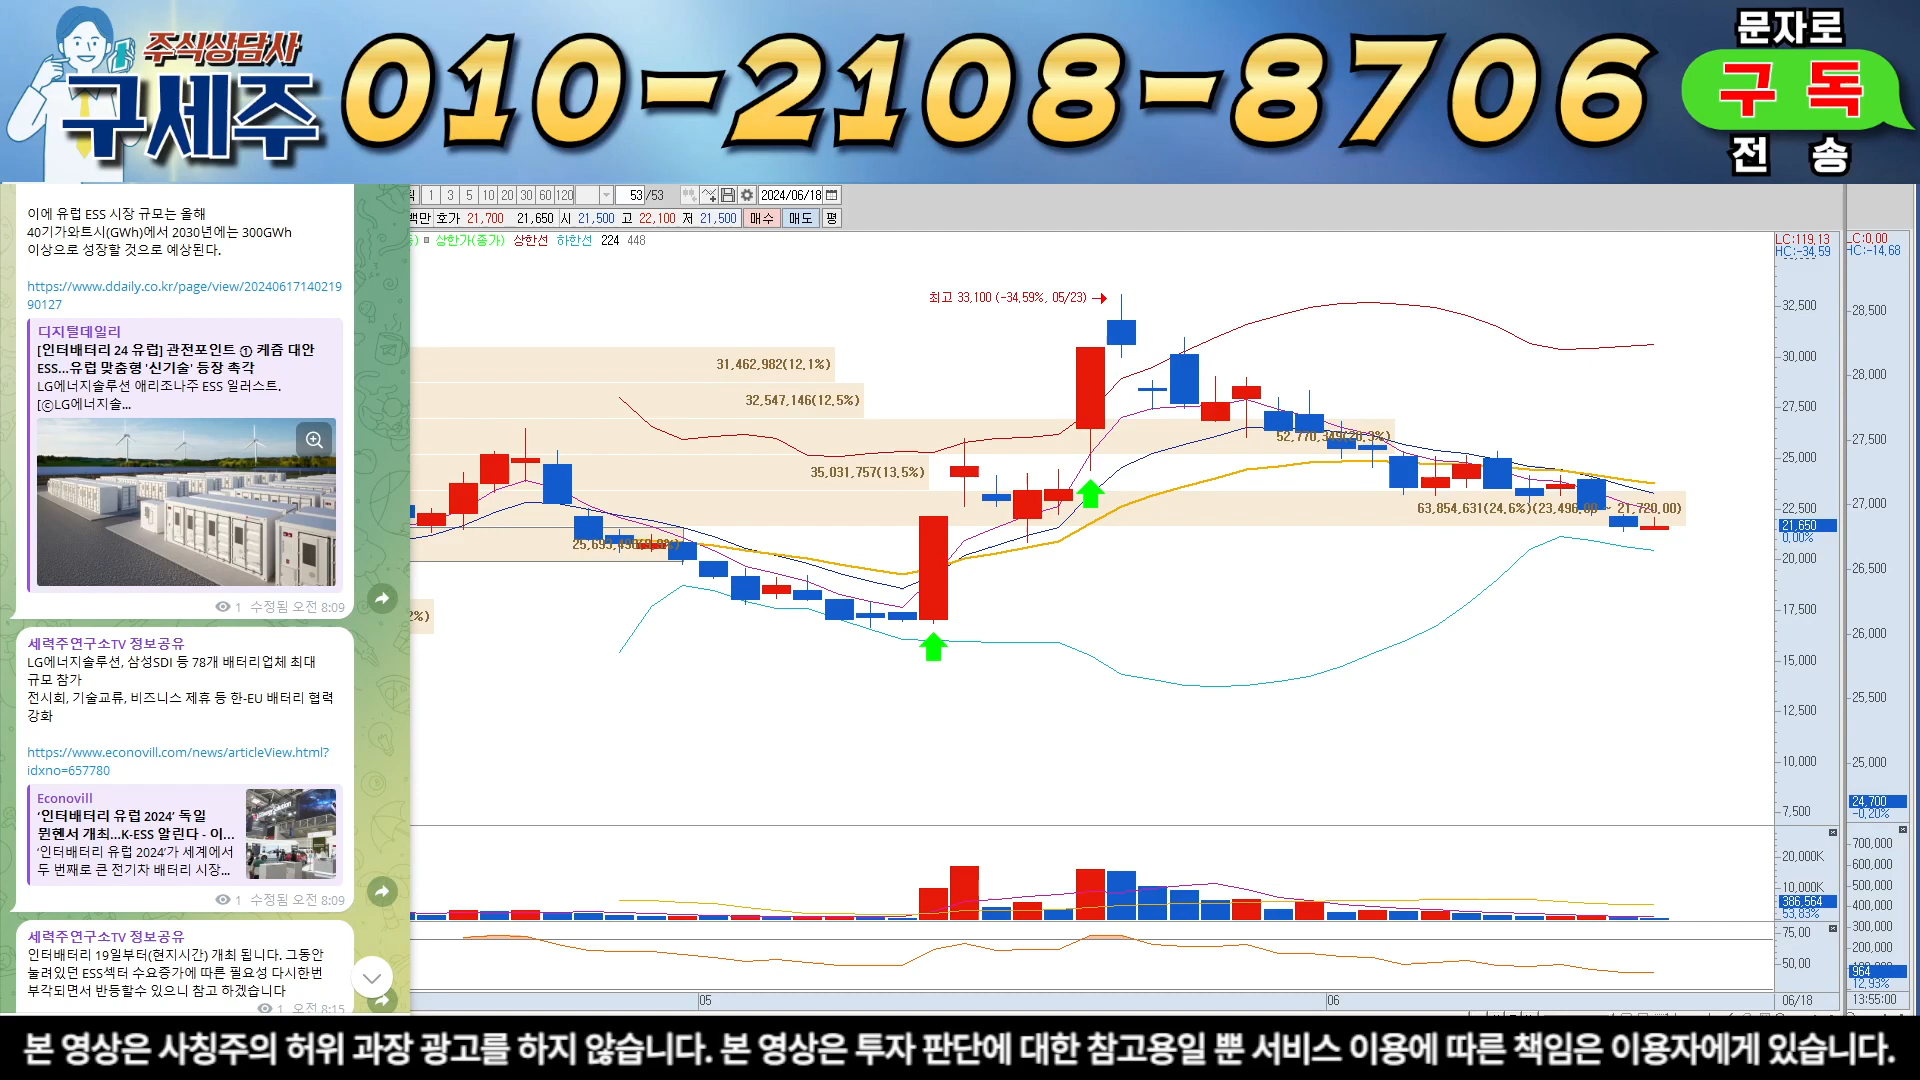 주식상담사
구세주
010-2108-8706
문자로
구 독
전 송
이에 유럽 ESS 시장 규모는 올해
40기가와트시(GWh)에서 2030년에는 300GWh
이상으로 성장할 것으로 예상된다.
https://www.ddaily.co.kr/page/view/20240617140219
90127
디지털데일리
[인터배터리 24 유럽] 관전포인트 ① 케즘 대안
ESS…유럽 맞춤형 '신기술' 등장 촉각
LG에너지솔루션 애리조나주 ESS 일러스트.
[ⓒLG에너지솔...
1 수정됨 오전 8:09
세력주연구소TV 정보공유
LG에너지솔루션, 삼성SDI 등 78개 배터리업체 최대
규모 참가
전시회, 기술교류, 비즈니스 제휴 등 한-EU 배터리 협력
강화
https://www.econovill.com/news/articleView.html?
idxno=657780
Econovill
‘인터배터리 유럽 2024’ 독일
뮌헨서 개최…K-ESS 알린다 - 이...
‘인터배터리 유럽 2024’가 세계에서
두 번째로 큰 전기차 배터리 시장...
1 수정됨 오전 8:09
세력주연구소TV 정보공유
인터배터리 19일부터(현지시간) 개최 됩니다. 그동안
눌려있던 ESS섹터 수요증가에 따른 필요성 다시한번
부각되면서 반등할수 있으니 참고 하겠습니다
1 오전 8:15
1 3 5 10 20 30 60 120 53 /53 2024/06/18
백만 호가 21,700 21,650 시 21,500 고 22,100 저 21,500 매수 매도 평
상한가(종가) 상한선 하한선 224 448
최고 33,100 (-34,59%, 05/23)
31,462,982(12,1%)
32,547,146(12,5%)
52,770,349(20,3%)
35,031,757(13,5%)
63,854,631(24,6%)(23,496,00 ~ 21,720,00)
2%)
LC:119,13
HC:-34,59
32,500
30,000
27,500
25,000
22,500
21,650
0,00%
20,000
17,500
15,000
12,500
10,000
7,500
20,000K
10,000K
386,564
53,83%
75,00
50,00
05
06
06/18
LC:0,00
HC:-14,68
28,500
28,000
27,500
27,000
26,500
26,000
25,500
25,000
24,700
-0,20%
700,000
600,000
500,000
400,000
300,000
200,000
964
12,93%
13:55:00
본 영상은 사칭주의 허위 과장 광고를 하지 않습니다. 본 영상은 투자 판단에 대한 참고용일 뿐 서비스 이용에 따른 책임은 이용자에게 있습니다.